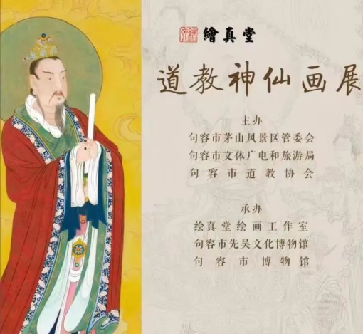 繪真堂
道教神仙画展
主办
句容市茅山风景区管委会
句容市文体广电和旅游局
句容市道教协会
承办
绘真堂绘画工作室
句容市先吴文化博物馆
句容市博物馆